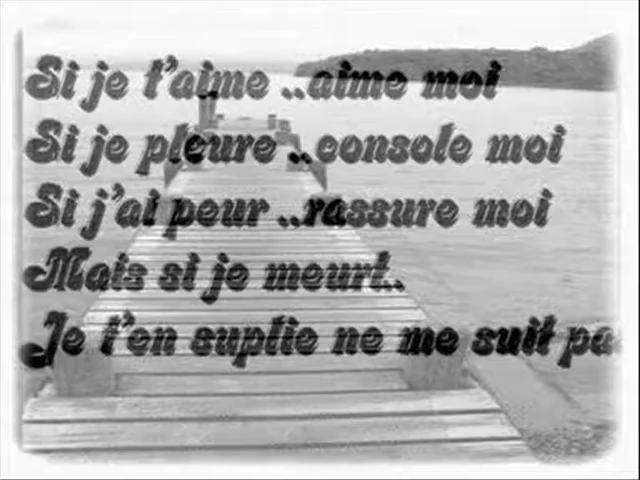 Si je t'aime ..aime moi
Si je pleure ..console moi
Si j'ai peur ..rassure moi
Mais si je meurt..
Je t'en suplie ne me suit pa